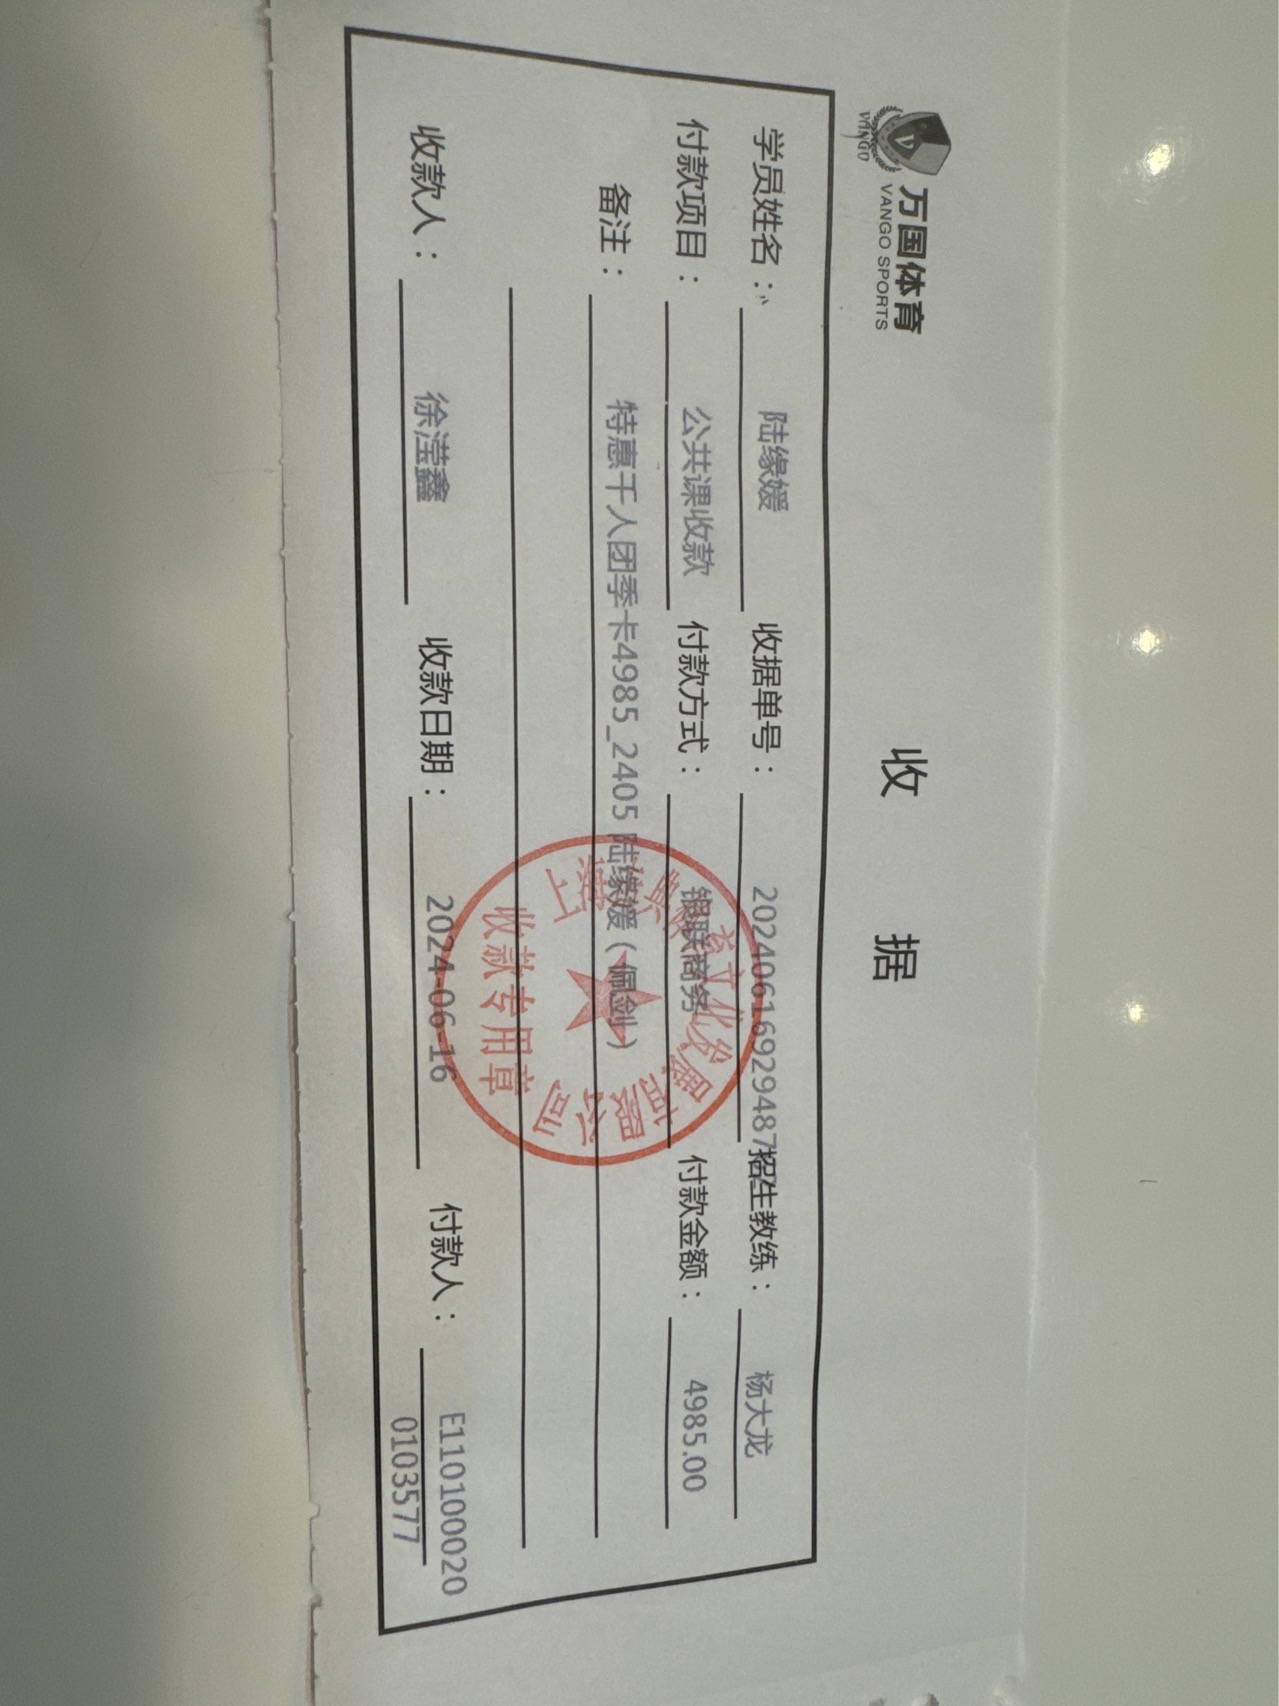 VANGO
万国体育
VANGO SPORTS
收 据
学员姓名： 陆缘媛 收据单号： 2024061692948 招生教练： 杨大龙
付款项目： 公共课收款 付款方式： 银联商务 付款金额： 4985.00
备注： 特惠千人团季卡4985_2405 陆缘媛（佩剑）
收款人： 徐滢鑫 收款日期： 2024-06-16 付款人： E110100020
0103577
收款专用章